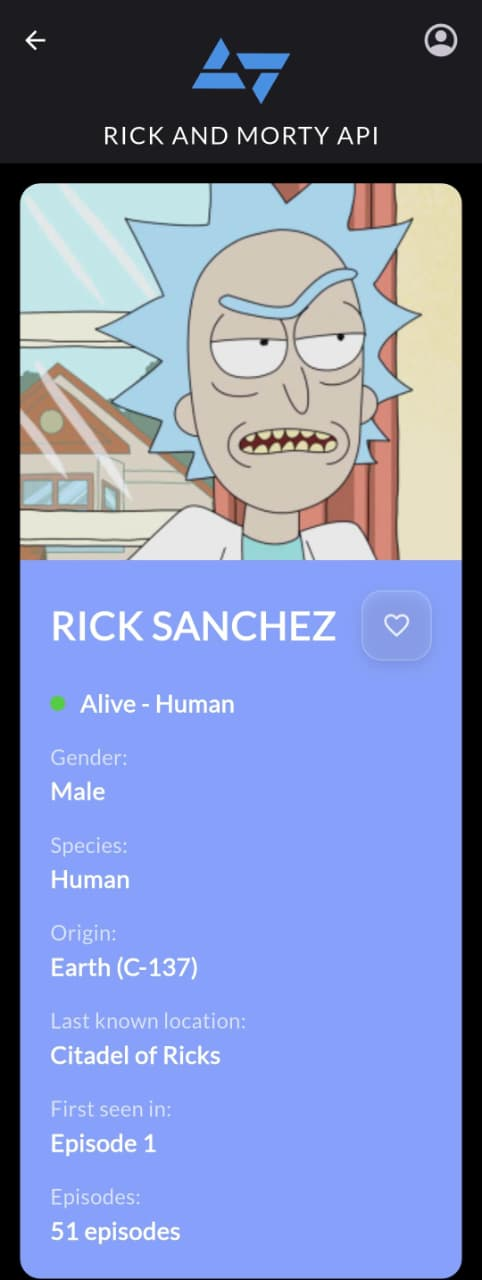 RICK AND MORTY API
RICK SANCHEZ
Alive - Human
Gender:
Male
Species:
Human
Origin:
Earth (C-137)
Last known location:
Citadel of Ricks
First seen in:
Episode 1
Episodes:
51 episodes